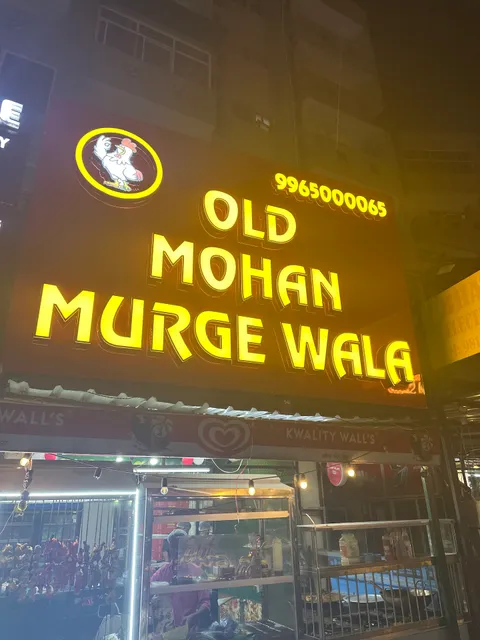 9965000065
OLD
MOHAN
MURGE WALA
WALL'S
KWALITY WALL'S